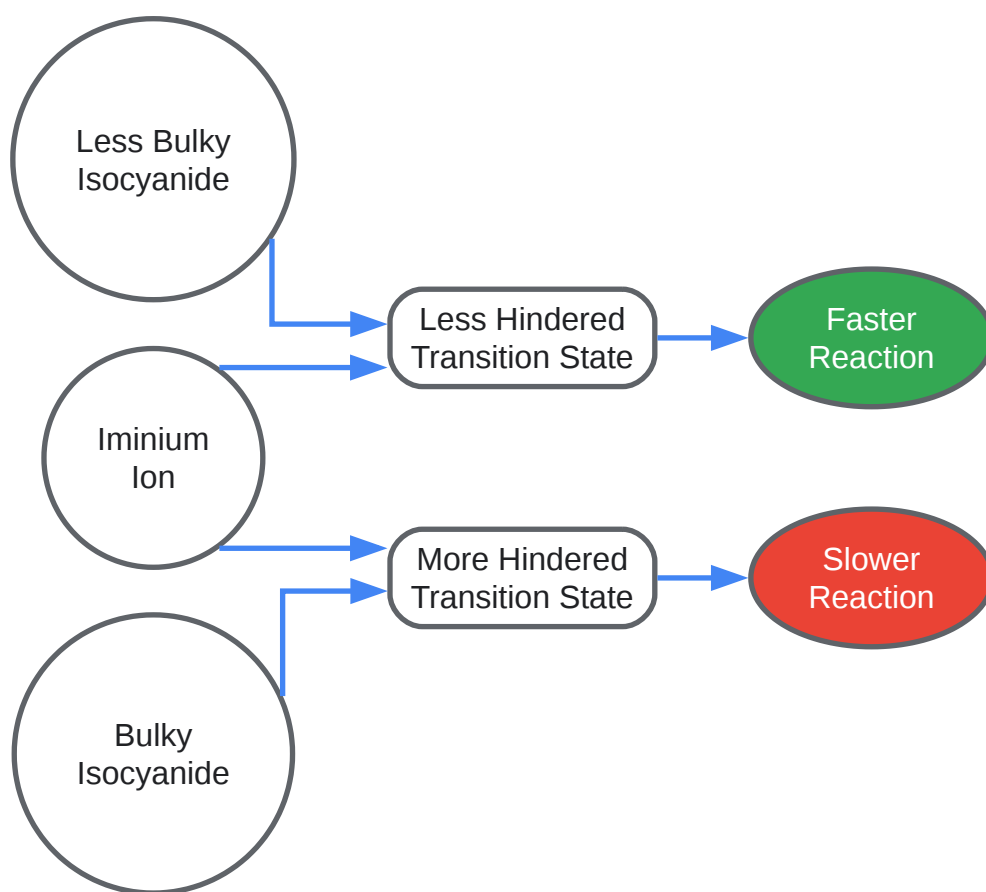 Less Bulky
Isocyanide
Less Hindered
Transition State
Faster
Reaction
Iminium
Ion
More Hindered
Transition State
Slower
Reaction
Bulky
Isocyanide